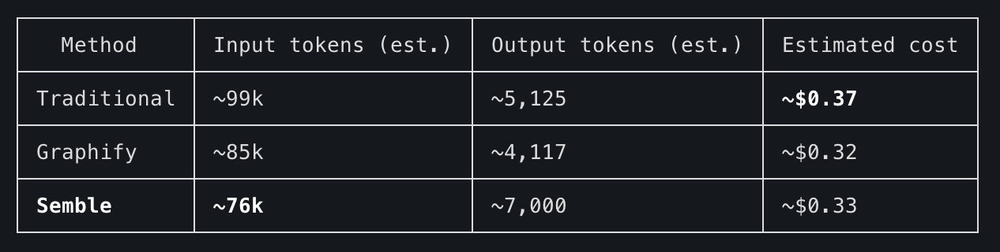 Method Input tokens (est.) Output tokens (est.) Estimated cost
Traditional ~99k ~5,125 ~$0.37
Graphify ~85k ~4,117 ~$0.32
Semble ~76k ~7,000 ~$0.33